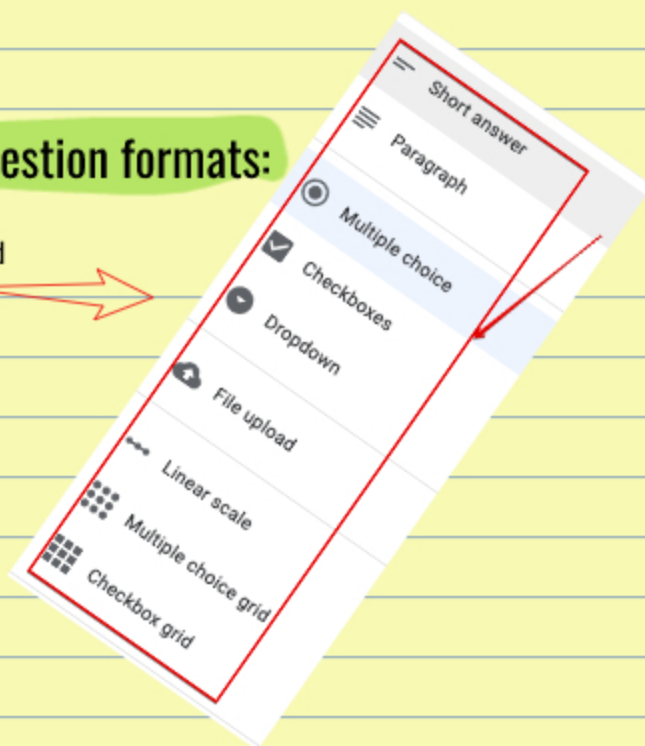 estion formats:
d
Short answer
Paragraph
Multiple choice
Checkboxes
Dropdown
File upload
Linear scale
Multiple choice grid
Checkbox grid